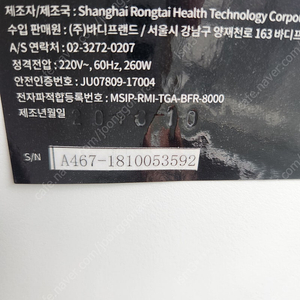 제조자/제조국 : Shanghai Rongtai Health Technology Corpor
수입 판매원 : (주)바디프랜드 / 서울시 강남구 양재천로 163 바디프
A/S 연락처 : 02-3272-0207
정격전압 : 220V~, 60Hz, 260W
안전인증번호 : JU07809-17004
전자파적합등록번호 : MSIP-RMI-TGA-BFR-8000
제조년월일
S/N A467-1810053592